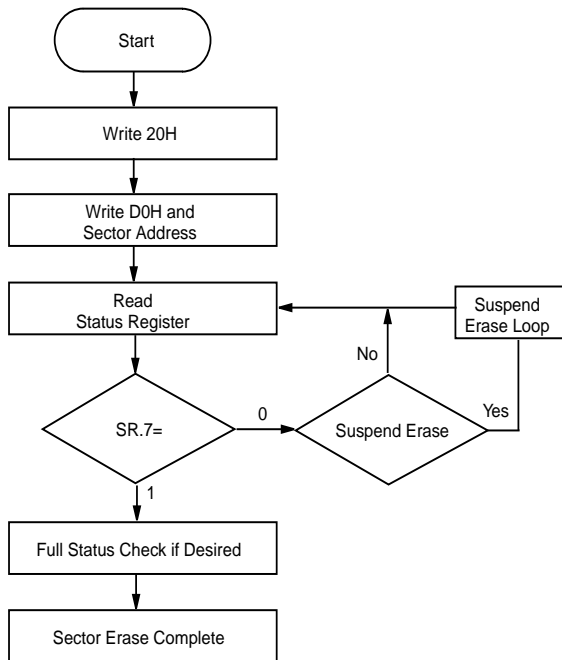 Start
Write 20H
Write D0H and
Sector Address
Read
Status Register
Suspend
Erase Loop
No
Yes
0
SR.7=
Suspend Erase
1
Full Status Check if Desired
Sector Erase Complete